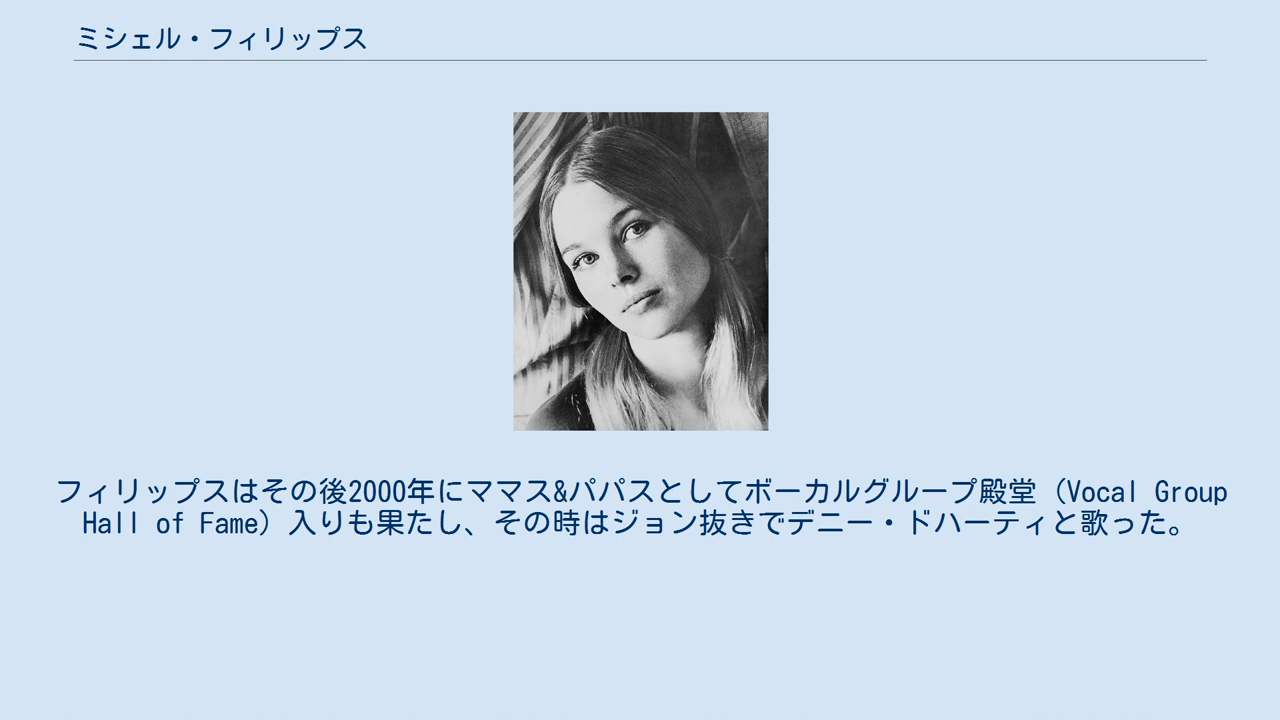 ミシェル・フィリップス
フィリップスはその後2000年にママス&パパスとしてボーカルグループ殿堂（Vocal Group
Hall of Fame）入りも果たし、その時はジョン抜きでデニー・ドハーティと歌った。